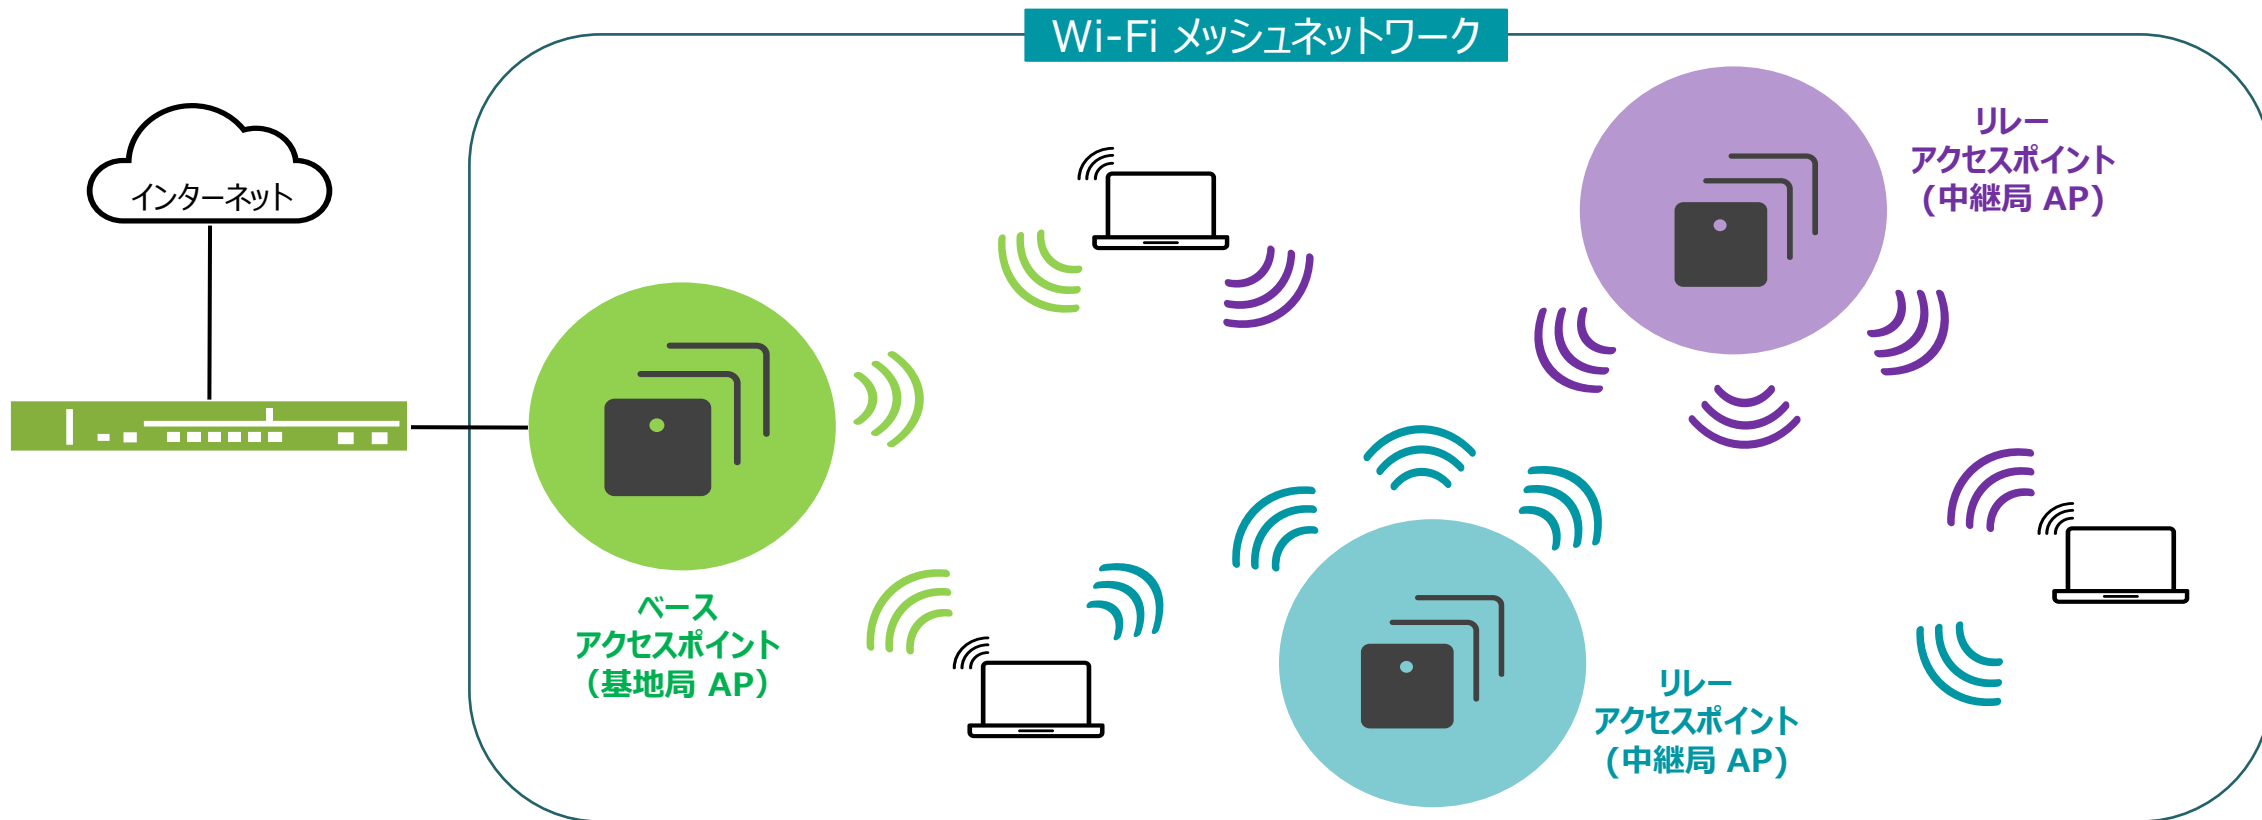 Wi-Fi メッシュネットワーク
インターネット
リレー
アクセスポイント
(中継局 AP)
ベース
アクセスポイント
（基地局 AP）
リレー
アクセスポイント
(中継局 AP)